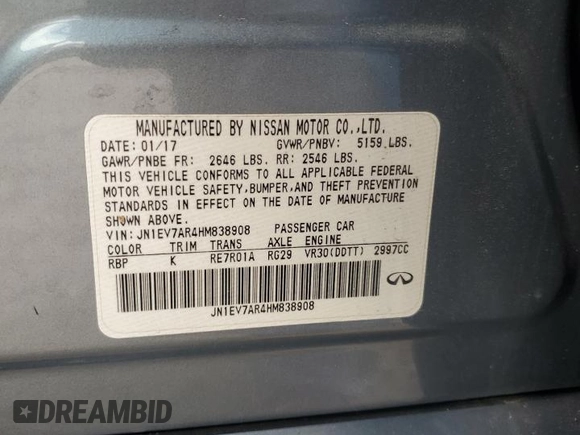 MANUFACTURED BY NISSAN MOTOR CO.,LTD.
DATE: 01/17 GVWR/PNBV: 5159 LBS.
GAWR/PNBE FR: 2646 LBS. RR: 2546 LBS.
THIS VEHICLE CONFORMS TO ALL APPLICABLE FEDERAL
MOTOR VEHICLE SAFETY,BUMPER,AND THEFT PREVENTION
STANDARDS IN EFFECT ON THE DATE OF MANUFACTURE
SHOWN ABOVE.
VIN: JN1EV7AR4HM838908 PASSENGER CAR
COLOR TRIM TRANS AXLE ENGINE
RBP K RE7R01A RG29 VR30(DDTT) 2997CC
JN1EV7AR4HM838908
DREAMBID